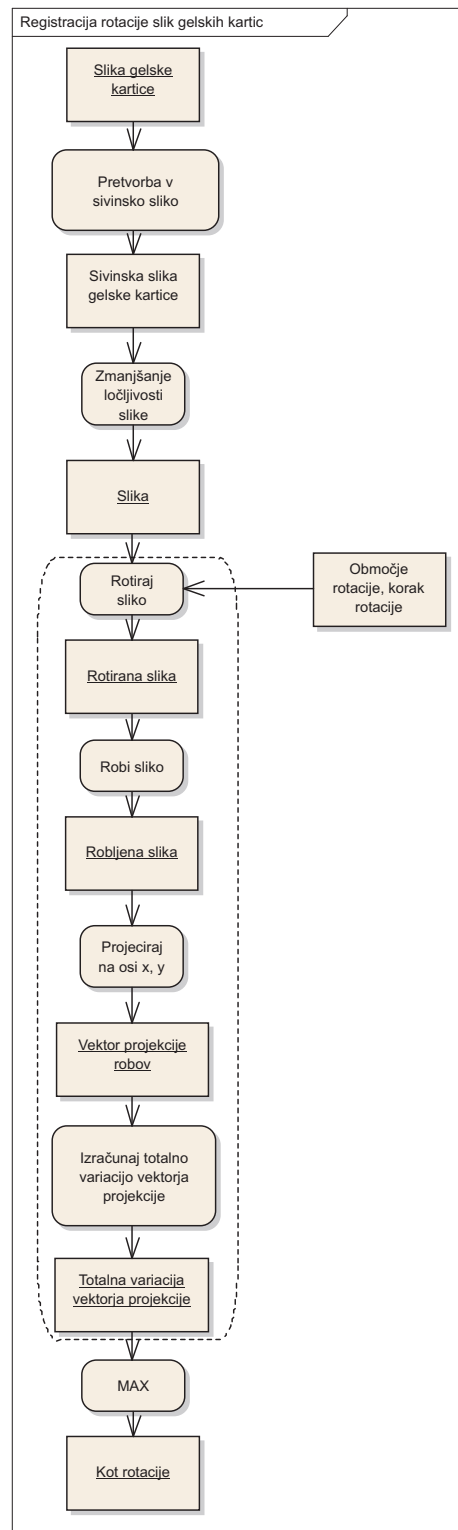 Registracija rotacije slik gelskih kartic
Slika gelske
kartice
Pretvorba v
sivinsko sliko
Sivinska slika
gelske kartice
Zmanjšanje
ločljivosti
slike
Slika
Rotiraj
sliko
Območje
rotacije, korak
rotacije
Rotirana slika
Robi sliko
Robljena slika
Projeciraj
na osi x, y
Vektor projekcije
robov
Izračunaj totalno
variacijo vektorja
projekcije
Totalna variacija
vektorja projekcije
MAX
Kot rotacije